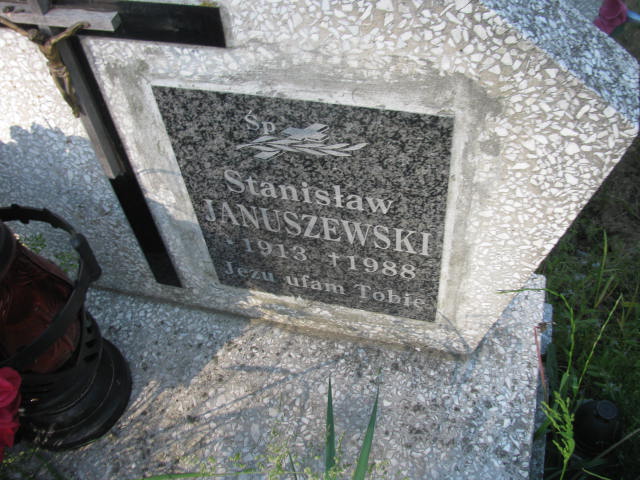 Śp.
Stanisław
JANUSZEWSKI
* 1913 †1988
Jezu ufam Tobie